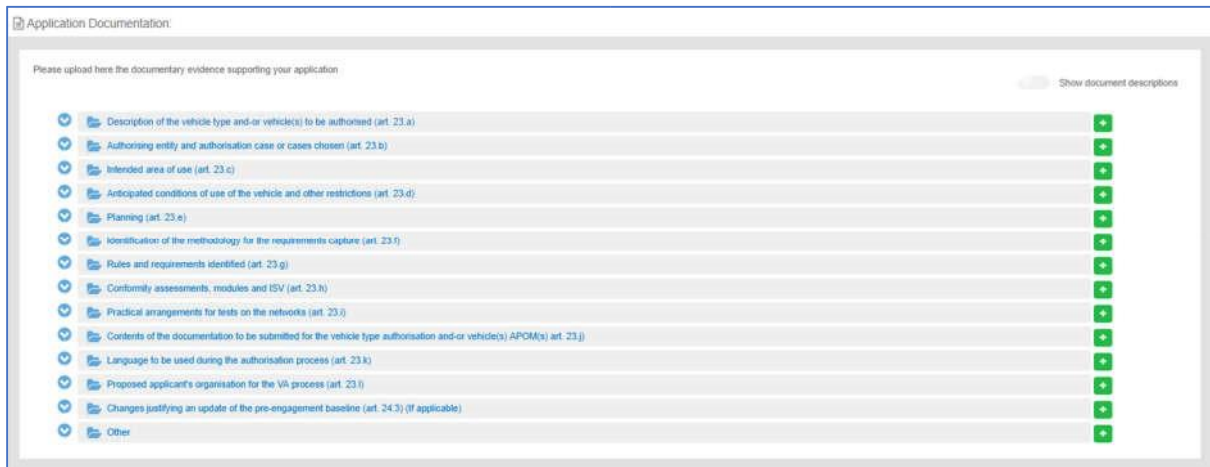 Application Documentation:
Please upload here the documentary evidence supporting your application
Show document descriptions
Description of the vehicle type and-or vehicle(s) to be authorised (art. 23.a)
Authorising entity and authorisation case or cases chosen (art. 23.b)
Intended area of use (art. 23.c)
Anticipated conditions of use of the vehicle and other restrictions (art. 23.d)
Planning (art. 23.e)
Identification of the methodology for the requirements capture (art. 23.f)
Rules and requirements identified (art. 23.g)
Conformity assessments, modules and ISV (art. 23.h)
Practical arrangements for tests on the networks (art. 23.i)
Contents of the documentation to be submitted for the vehicle type authorisation and-or vehicle(s) APOM(s) art. 23.j)
Language to be used during the authorisation process (art. 23.k)
Proposed applicant's organisation for the VA process (art. 23.l)
Changes justifying an update of the pre-engagement baseline (art. 24.3) (If applicable)
Other